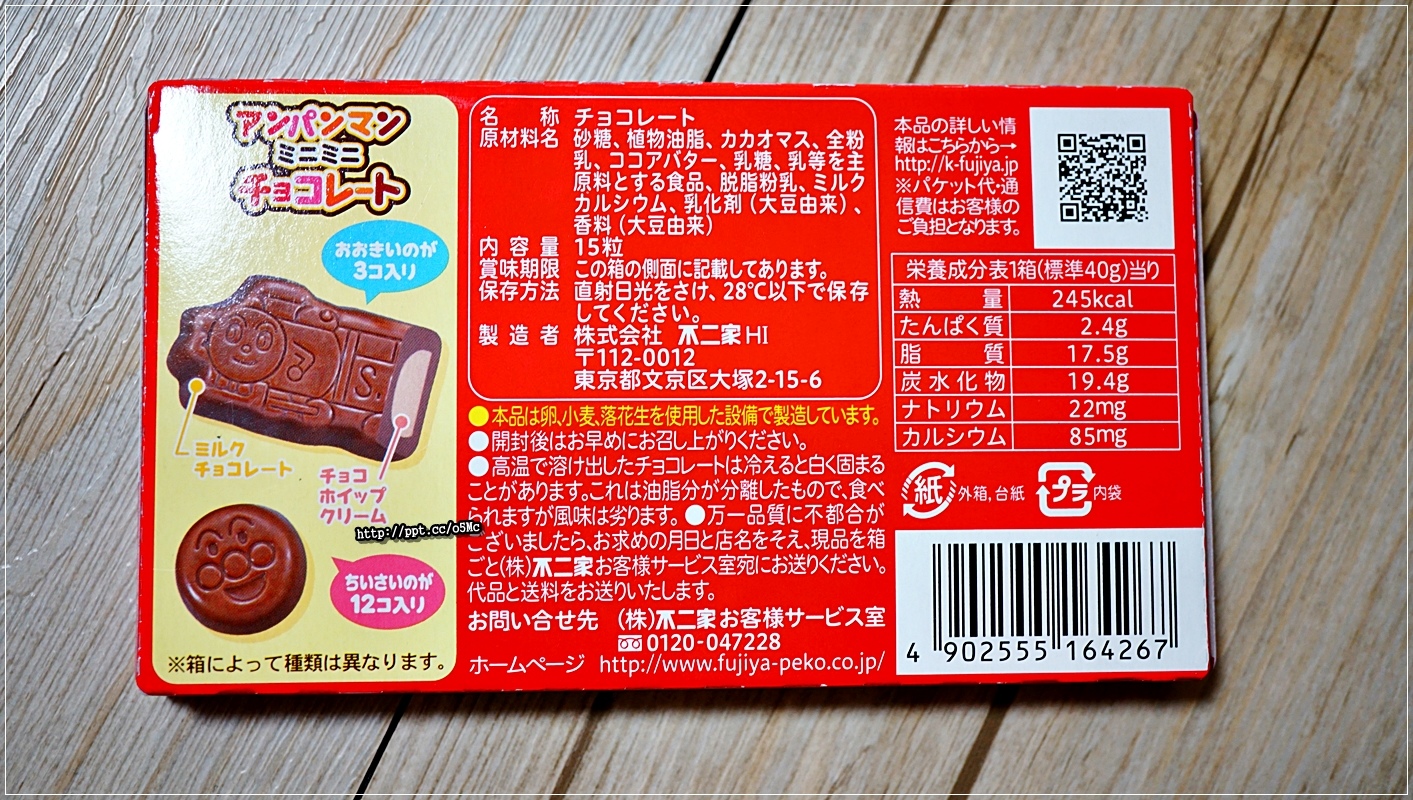 アンパンマン
ミニミニ
チョコレート
おおきいのが
3コ入り
ミルク
チョコレート
チョコ
ホイップ
クリーム
http://ppt.cc/o5Mc
ちいさいのが
12コ入り
※箱によって種類は異なります。
名称 チョコレート
原材料名 砂糖、植物油脂、カカオマス、全粉
乳、ココアバター、乳糖、乳等を主
原料とする食品、脱脂粉乳、ミルク
カルシウム、乳化剤（大豆由来）、
香料（大豆由来）
内容量 15粒
賞味期限 この箱の側面に記載してあります。
保存方法 直射日光をさけ、28℃以下で保存
してください。
製造者 株式会社 不二家 HI
〒112-0012
東京都文京区大塚2-15-6
●本品は卵、小麦、落花生を使用した設備で製造しています。
●開封後はお早めにお召し上がりください。
●高温で溶け出したチョコレートは冷えると白く固まる
ことがあります。これは油脂分が分離したもので、食べ
られますが風味は劣ります。●万一品質に不都合が
ございましたら、お求めの月日と店名をそえ、現品を箱
ごと(株)不二家お客様サービス室宛にお送りください。
代品と送料をお送りいたします。
お問い合せ先 (株)不二家お客様サービス室
0120-047228
ホームページ http://www.fujiya-peko.co.jp/
本品の詳しい情
報はこちらから→
http://k-fujiya.jp
※パケット代・通
信費はお客様の
ご負担となります。
栄養成分表1箱(標準40g)当り
熱量 245kcal
たんぱく質 2.4g
脂質 17.5g
炭水化物 19.4g
ナトリウム 22mg
カルシウム 85mg
紙 外箱,台紙 プラ 内袋
4 902555 164267